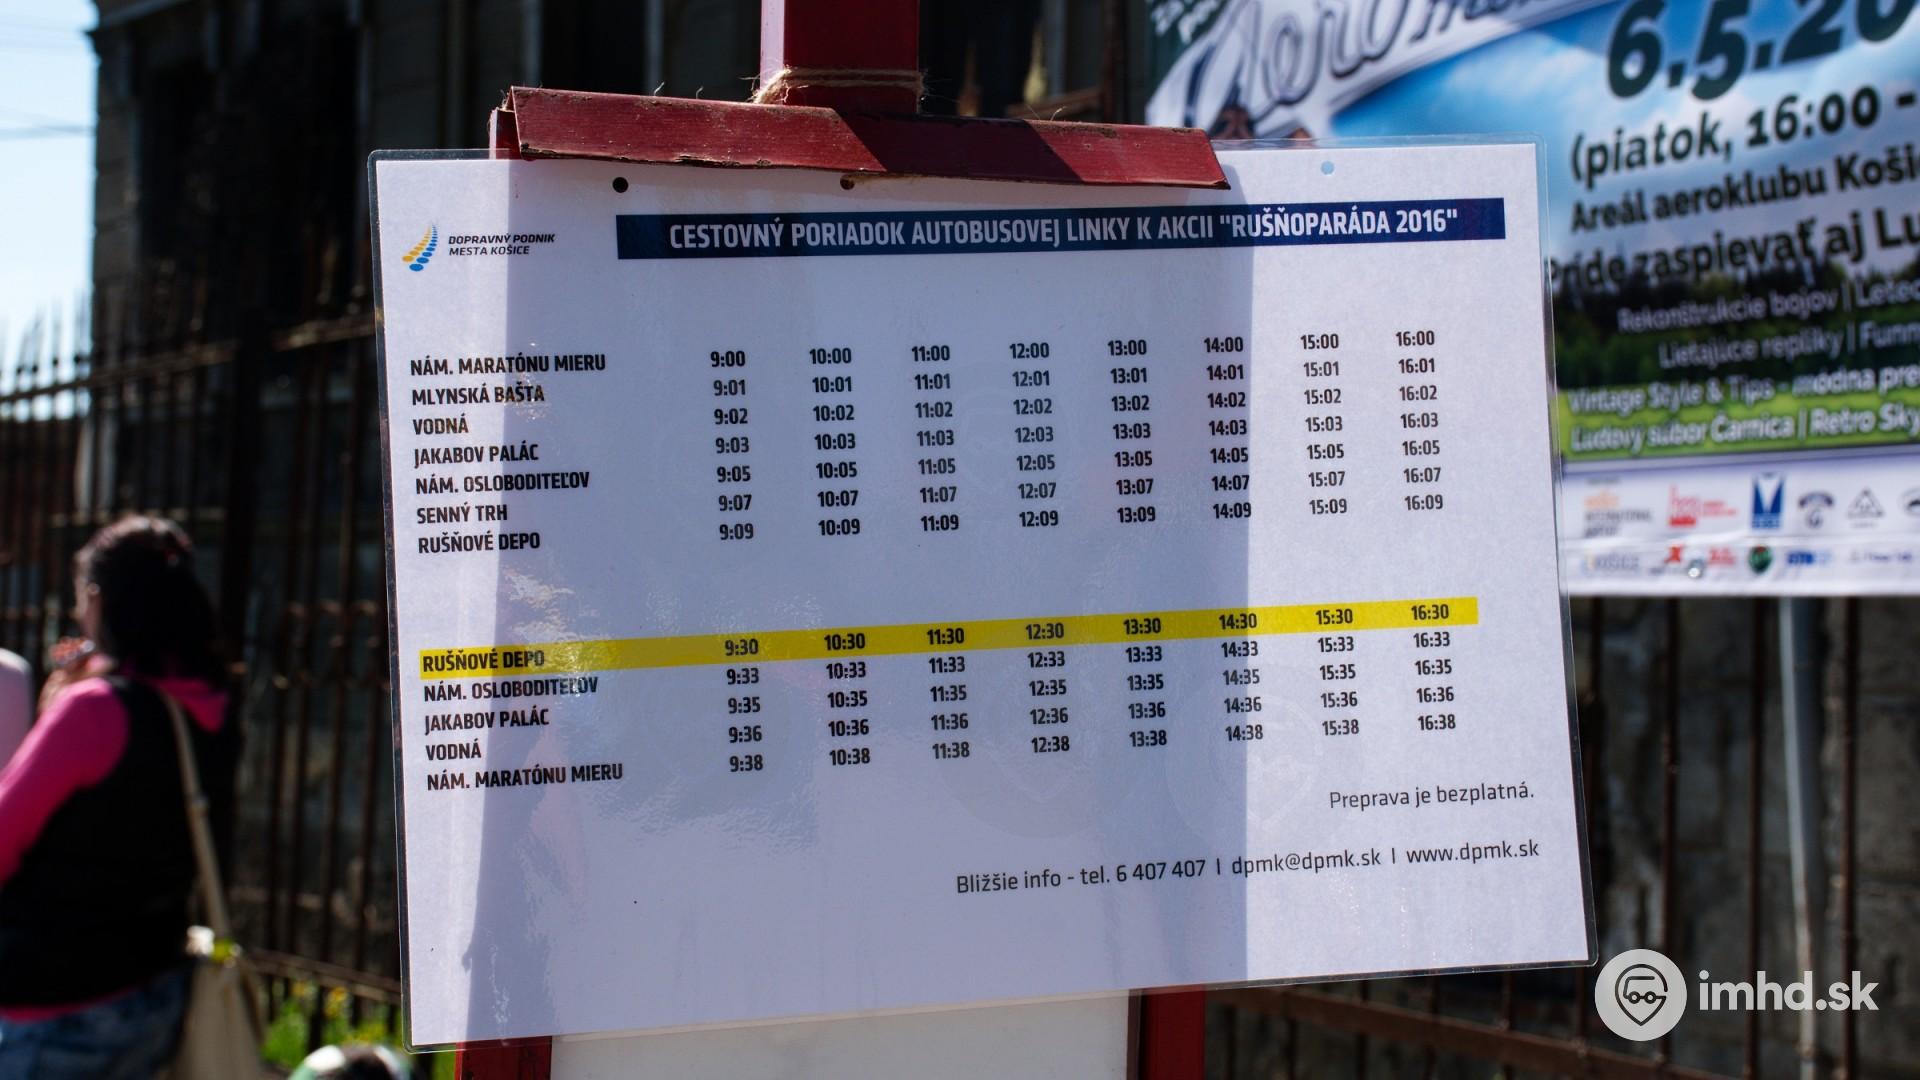 6.5.20
(piatok, 16:00 -
Areál aeroklubu Košic
Príde zaspievať aj Lu
Rekonštrukcie bojov | Letec
Lietajúce repliky | Funn
Vintage Style & Tips - módna pre
Ľudový súbor Čarnica | Retro Sky
DOPRAVNÝ PODNIK
MESTA KOŠICE
CESTOVNÝ PORIADOK AUTOBUSOVEJ LINKY K AKCII "RUŠŇOPARÁDA 2016"
NÁM. MARATÓNU MIERU 9:00 10:00 11:00 12:00 13:00 14:00 15:00 16:00
MLYNSKÁ BAŠTA 9:01 10:01 11:01 12:01 13:01 14:01 15:01 16:01
VODNÁ 9:02 10:02 11:02 12:02 13:02 14:02 15:02 16:02
JAKABOV PALÁC 9:03 10:03 11:03 12:03 13:03 14:03 15:03 16:03
NÁM. OSLOBODITEĽOV 9:05 10:05 11:05 12:05 13:05 14:05 15:05 16:05
SENNÝ TRH 9:07 10:07 11:07 12:07 13:07 14:07 15:07 16:07
RUŠŇOVÉ DEPO 9:09 10:09 11:09 12:09 13:09 14:09 15:09 16:09
RUŠŇOVÉ DEPO 9:30 10:30 11:30 12:30 13:30 14:30 15:30 16:30
NÁM. OSLOBODITEĽOV 9:33 10:33 11:33 12:33 13:33 14:33 15:33 16:33
JAKABOV PALÁC 9:35 10:35 11:35 12:35 13:35 14:35 15:35 16:35
VODNÁ 9:36 10:36 11:36 12:36 13:36 14:36 15:36 16:36
NÁM. MARATÓNU MIERU 9:38 10:38 11:38 12:38 13:38 14:38 15:38 16:38
Preprava je bezplatná.
Bližšie info - tel. 6 407 407 | dpmk@dpmk.sk | www.dpmk.sk
imhd.sk